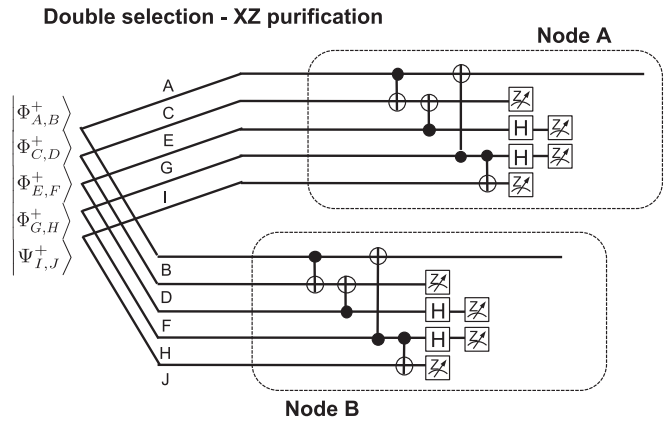 Double selection - XZ purification
Node A
A
C
E
G
I
|Φ⁺_{A,B}⟩
|Φ⁺_{C,D}⟩
|Φ⁺_{E,F}⟩
|Φ⁺_{G,H}⟩
|Ψ⁺_{I,J}⟩
Z
H Z
H Z
Z
B
D
F
H
J
Z
H Z
H Z
Z
Node B